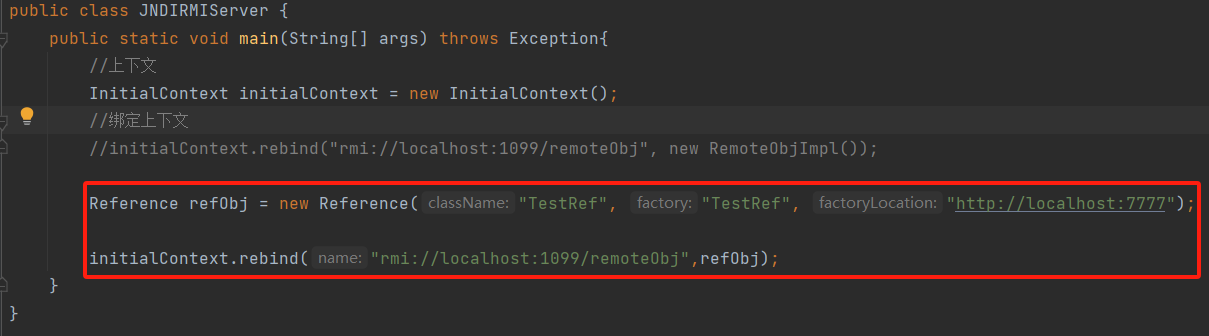 public class JNDIRMIServer {
public static void main(String[] args) throws Exception{
//上下文
InitialContext initialContext = new InitialContext();
//绑定上下文
//initialContext.rebind("rmi://localhost:1099/remoteObj", new RemoteObjImpl());
Reference refObj = new Reference( className: "TestRef", factory: "TestRef", factoryLocation: "http://localhost:7777");
initialContext.rebind( name: "rmi://localhost:1099/remoteObj",refObj);
}
}